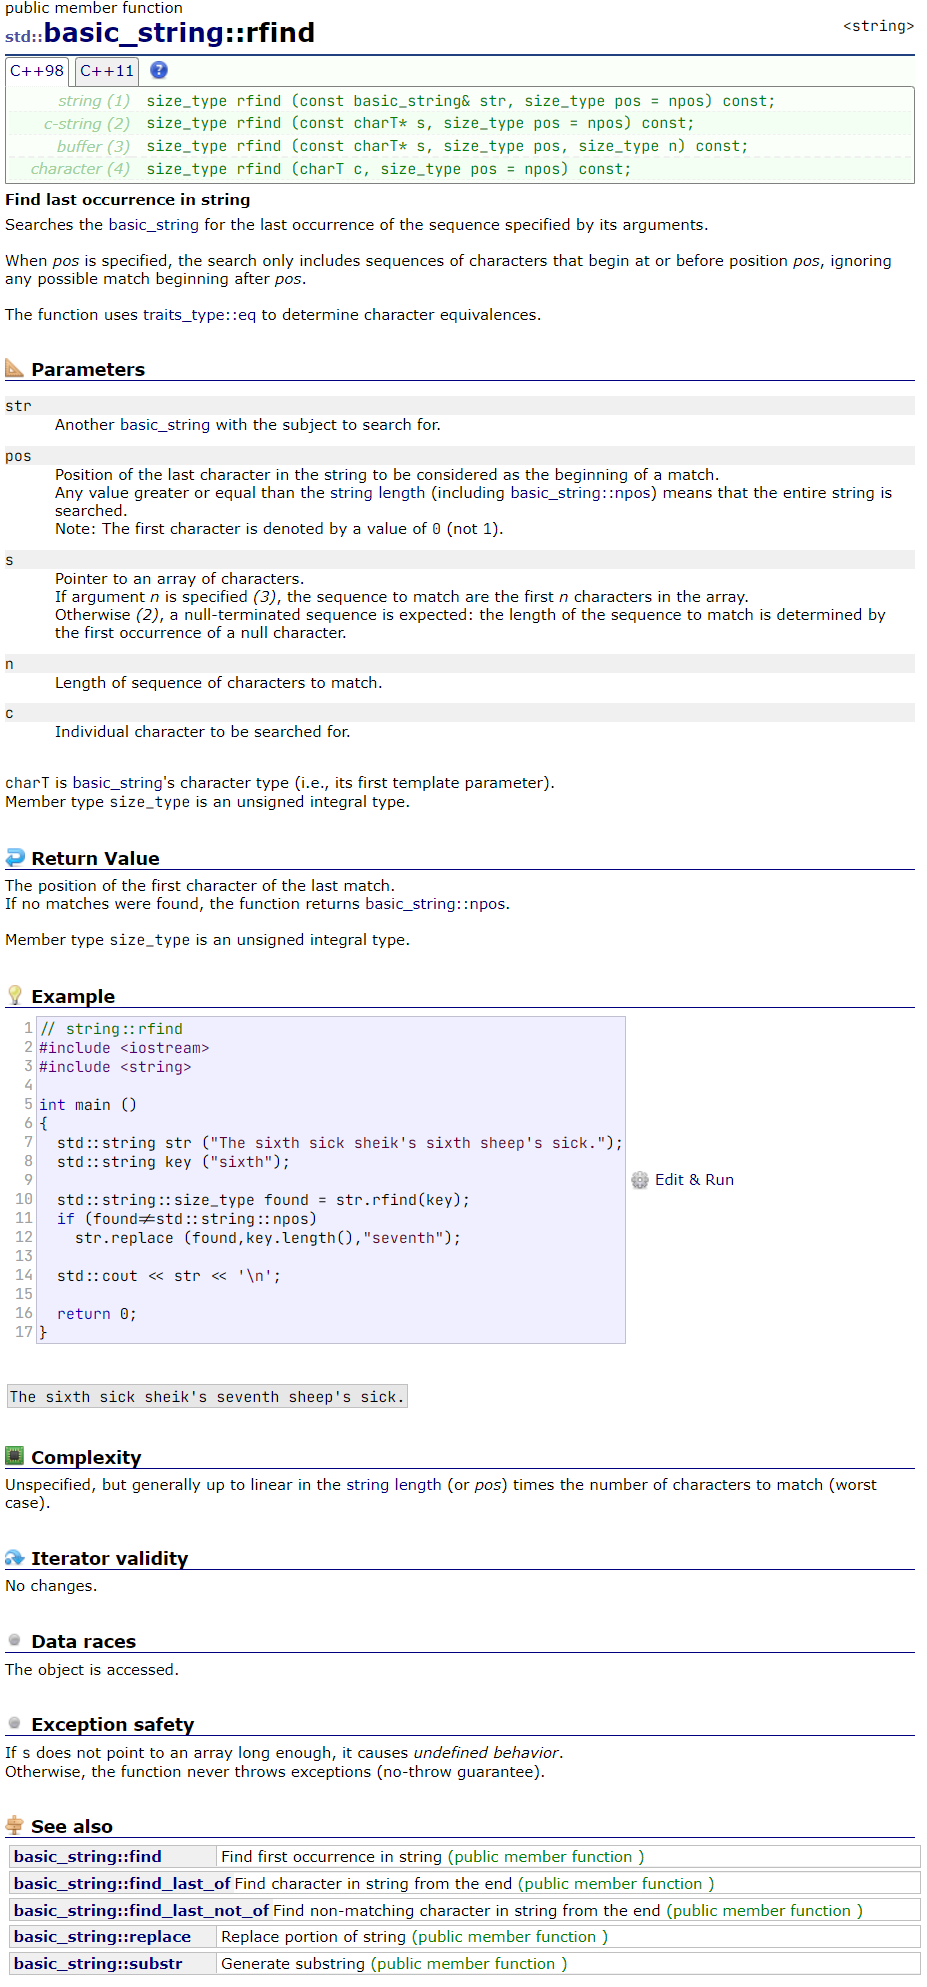 public member function
<string>
std::basic_string::rfind
C++98 C++11 ?
string (1) size_type rfind (const basic_string& str, size_type pos = npos) const;
c-string (2) size_type rfind (const charT* s, size_type pos = npos) const;
buffer (3) size_type rfind (const charT* s, size_type pos, size_type n) const;
character (4) size_type rfind (charT c, size_type pos = npos) const;
Find last occurrence in string
Searches the basic_string for the last occurrence of the sequence specified by its arguments.
When pos is specified, the search only includes sequences of characters that begin at or before position pos, ignoring
any possible match beginning after pos.
The function uses traits_type::eq to determine character equivalences.
Parameters
str
Another basic_string with the subject to search for.
pos
Position of the last character in the string to be considered as the beginning of a match.
Any value greater or equal than the string length (including basic_string::npos) means that the entire string is
searched.
Note: The first character is denoted by a value of 0 (not 1).
s
Pointer to an array of characters.
If argument n is specified (3), the sequence to match are the first n characters in the array.
Otherwise (2), a null-terminated sequence is expected: the length of the sequence to match is determined by
the first occurrence of a null character.
n
Length of sequence of characters to match.
c
Individual character to be searched for.
charT is basic_string's character type (i.e., its first template parameter).
Member type size_type is an unsigned integral type.
Return Value
The position of the first character of the last match.
If no matches were found, the function returns basic_string::npos.
Member type size_type is an unsigned integral type.
Example
1 // string::rfind
2 #include <iostream>
3 #include <string>
4
5 int main ()
6 {
7   std::string str ("The sixth sick sheik's sixth sheep's sick.");
8   std::string key ("sixth");
9
10   std::string::size_type found = str.rfind(key);
11   if (found!=std::string::npos)
12     str.replace (found,key.length(),"seventh");
13
14   std::cout << str << '\n';
15
16   return 0;
17 }
Edit & Run
The sixth sick sheik's seventh sheep's sick.
Complexity
Unspecified, but generally up to linear in the string length (or pos) times the number of characters to match (worst
case).
Iterator validity
No changes.
Data races
The object is accessed.
Exception safety
If s does not point to an array long enough, it causes undefined behavior.
Otherwise, the function never throws exceptions (no-throw guarantee).
See also
basic_string::find Find first occurrence in string (public member function )
basic_string::find_last_of Find character in string from the end (public member function )
basic_string::find_last_not_of Find non-matching character in string from the end (public member function )
basic_string::replace Replace portion of string (public member function )
basic_string::substr Generate substring (public member function )